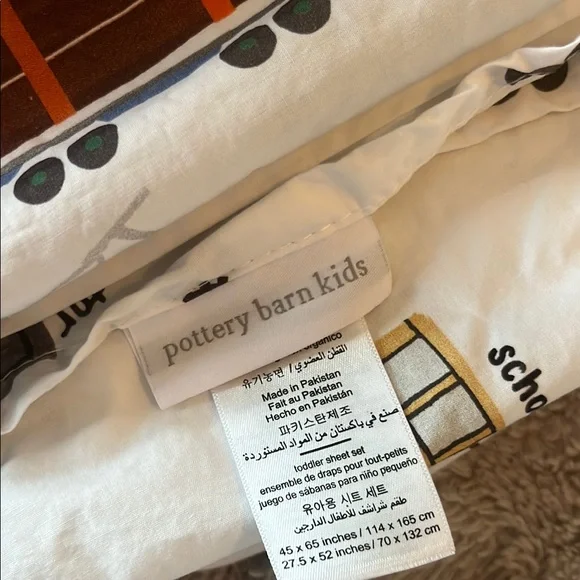 pottery barn kids
القطن العضوي /
유기농면 /
Made in Pakistan
Fait au Pakistan
Hecho en Pakistán
파키스탄제조
صنع في باكستان من المواد المستوردة
toddler sheet set
ensemble de draps pour tout-petits
juego de sábanas para niño pequeño
유아용 시트 세트
طقم شراشف للأطفال الدارجين
45 x 65 inches / 114 x 165 cm
27.5 x 52 inches / 70 x 132 cm
scho